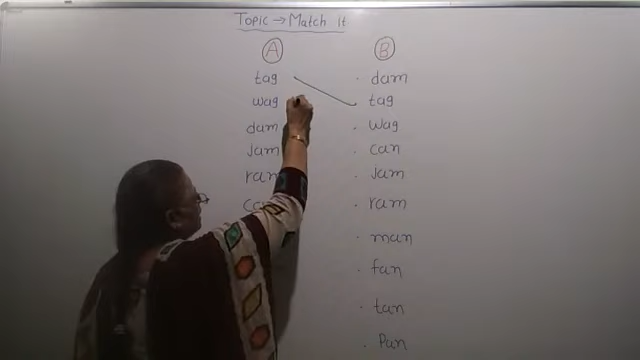 Topic → Match it
A B
tag dam
wag tag
dam wag
Jam can
ram Jam
ram
man
fan
tan
Pan